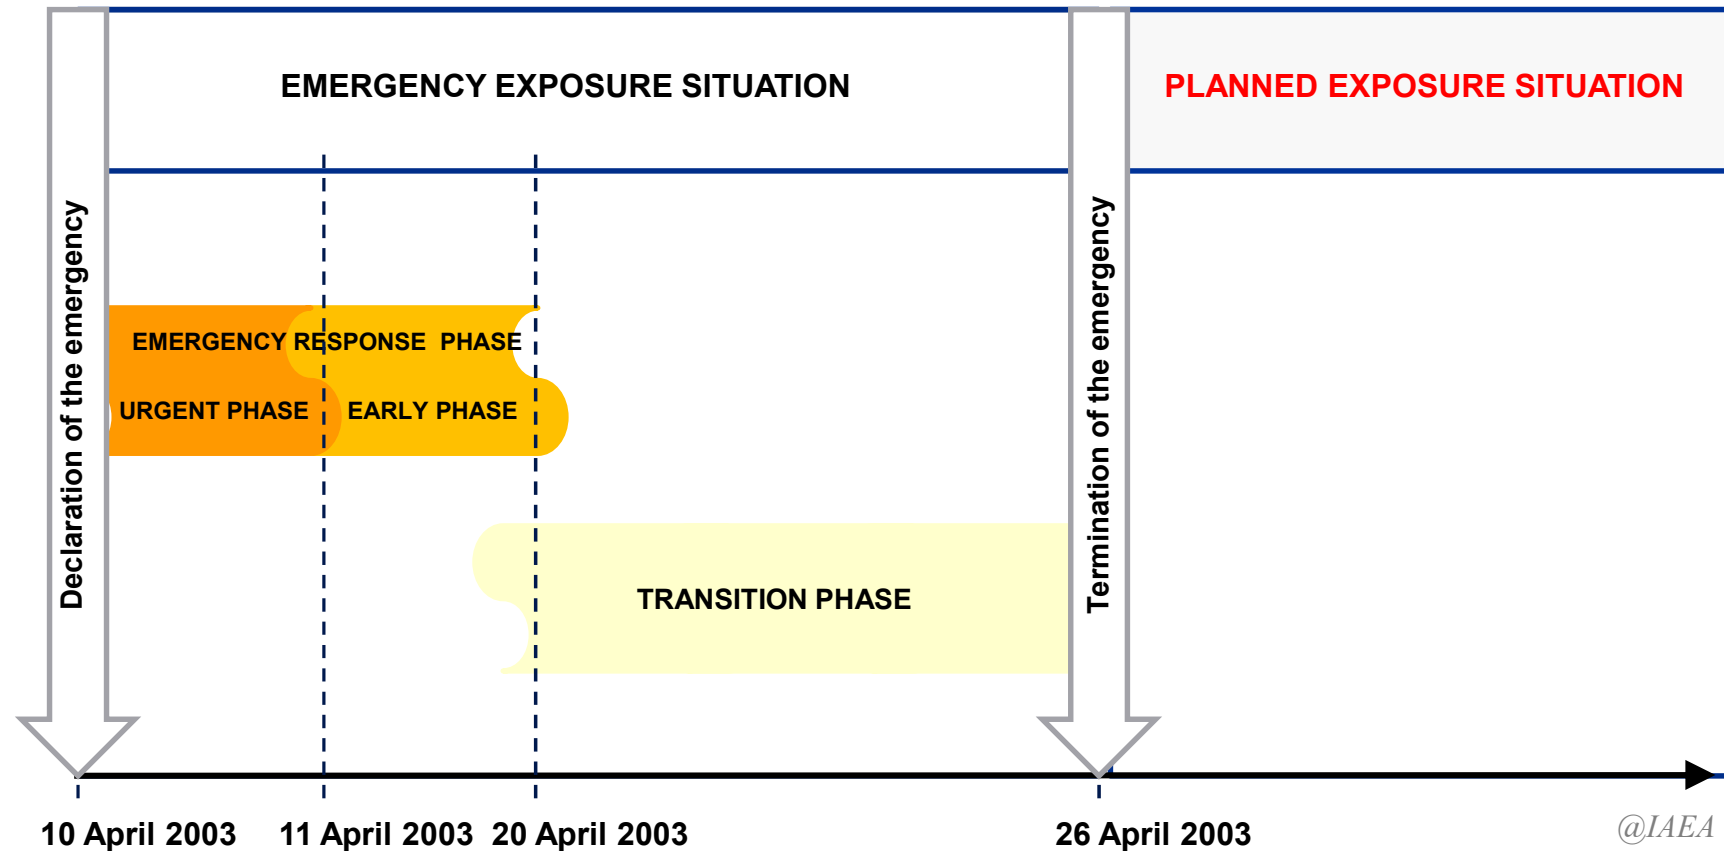 EMERGENCY EXPOSURE SITUATION
PLANNED EXPOSURE SITUATION
Declaration of the emergency
EMERGENCY RESPONSE PHASE
URGENT PHASE
EARLY PHASE
TRANSITION PHASE
Termination of the emergency
10 April 2003
11 April 2003
20 April 2003
26 April 2003
@IAEA